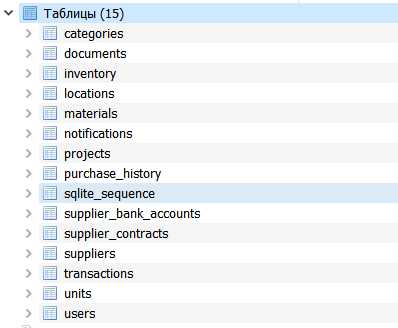 Таблицы (15)
categories
documents
inventory
locations
materials
notifications
projects
purchase_history
sqlite_sequence
supplier_bank_accounts
supplier_contracts
suppliers
transactions
units
users